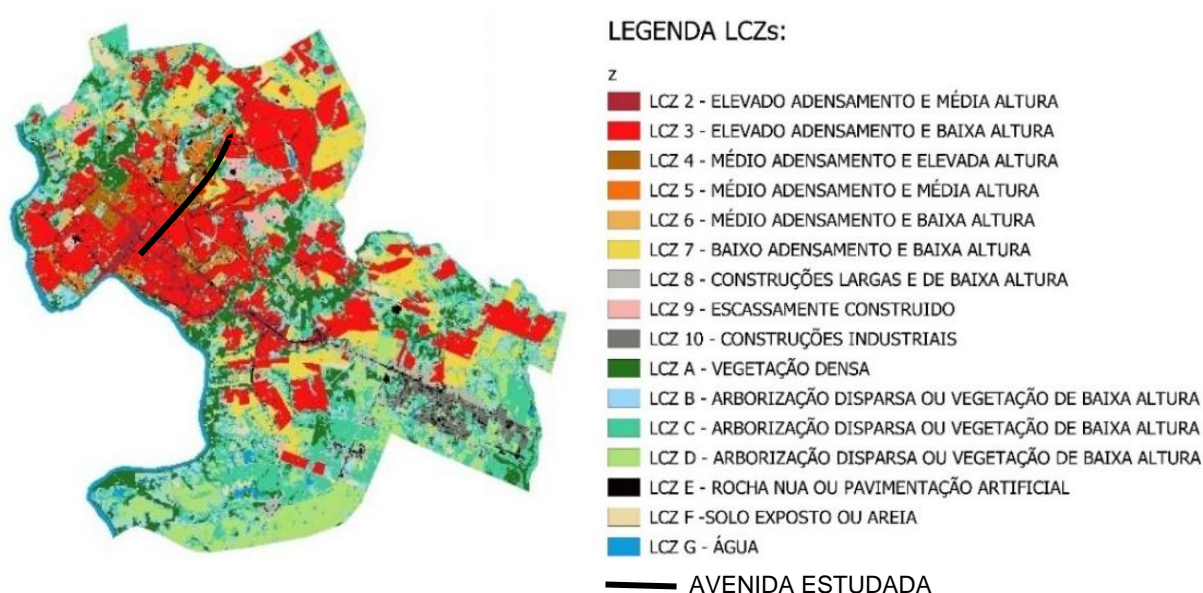 LEGENDA LCZs:
z
LCZ 2 - ELEVADO ADENSAMENTO E MÉDIA ALTURA
LCZ 3 - ELEVADO ADENSAMENTO E BAIXA ALTURA
LCZ 4 - MÉDIO ADENSAMENTO E ELEVADA ALTURA
LCZ 5 - MÉDIO ADENSAMENTO E MÉDIA ALTURA
LCZ 6 - MÉDIO ADENSAMENTO E BAIXA ALTURA
LCZ 7 - BAIXO ADENSAMENTO E BAIXA ALTURA
LCZ 8 - CONSTRUÇÕES LARGAS E DE BAIXA ALTURA
LCZ 9 - ESCASSAMENTE CONSTRUIDO
LCZ 10 - CONSTRUÇÕES INDUSTRIAIS
LCZ A - VEGETAÇÃO DENSA
LCZ B - ARBORIZAÇÃO DISPARSA OU VEGETAÇÃO DE BAIXA ALTURA
LCZ C - ARBORIZAÇÃO DISPARSA OU VEGETAÇÃO DE BAIXA ALTURA
LCZ D - ARBORIZAÇÃO DISPARSA OU VEGETAÇÃO DE BAIXA ALTURA
LCZ E - ROCHA NUA OU PAVIMENTAÇÃO ARTIFICIAL
LCZ F -SOLO EXPOSTO OU AREIA
LCZ G - ÁGUA
AVENIDA ESTUDADA